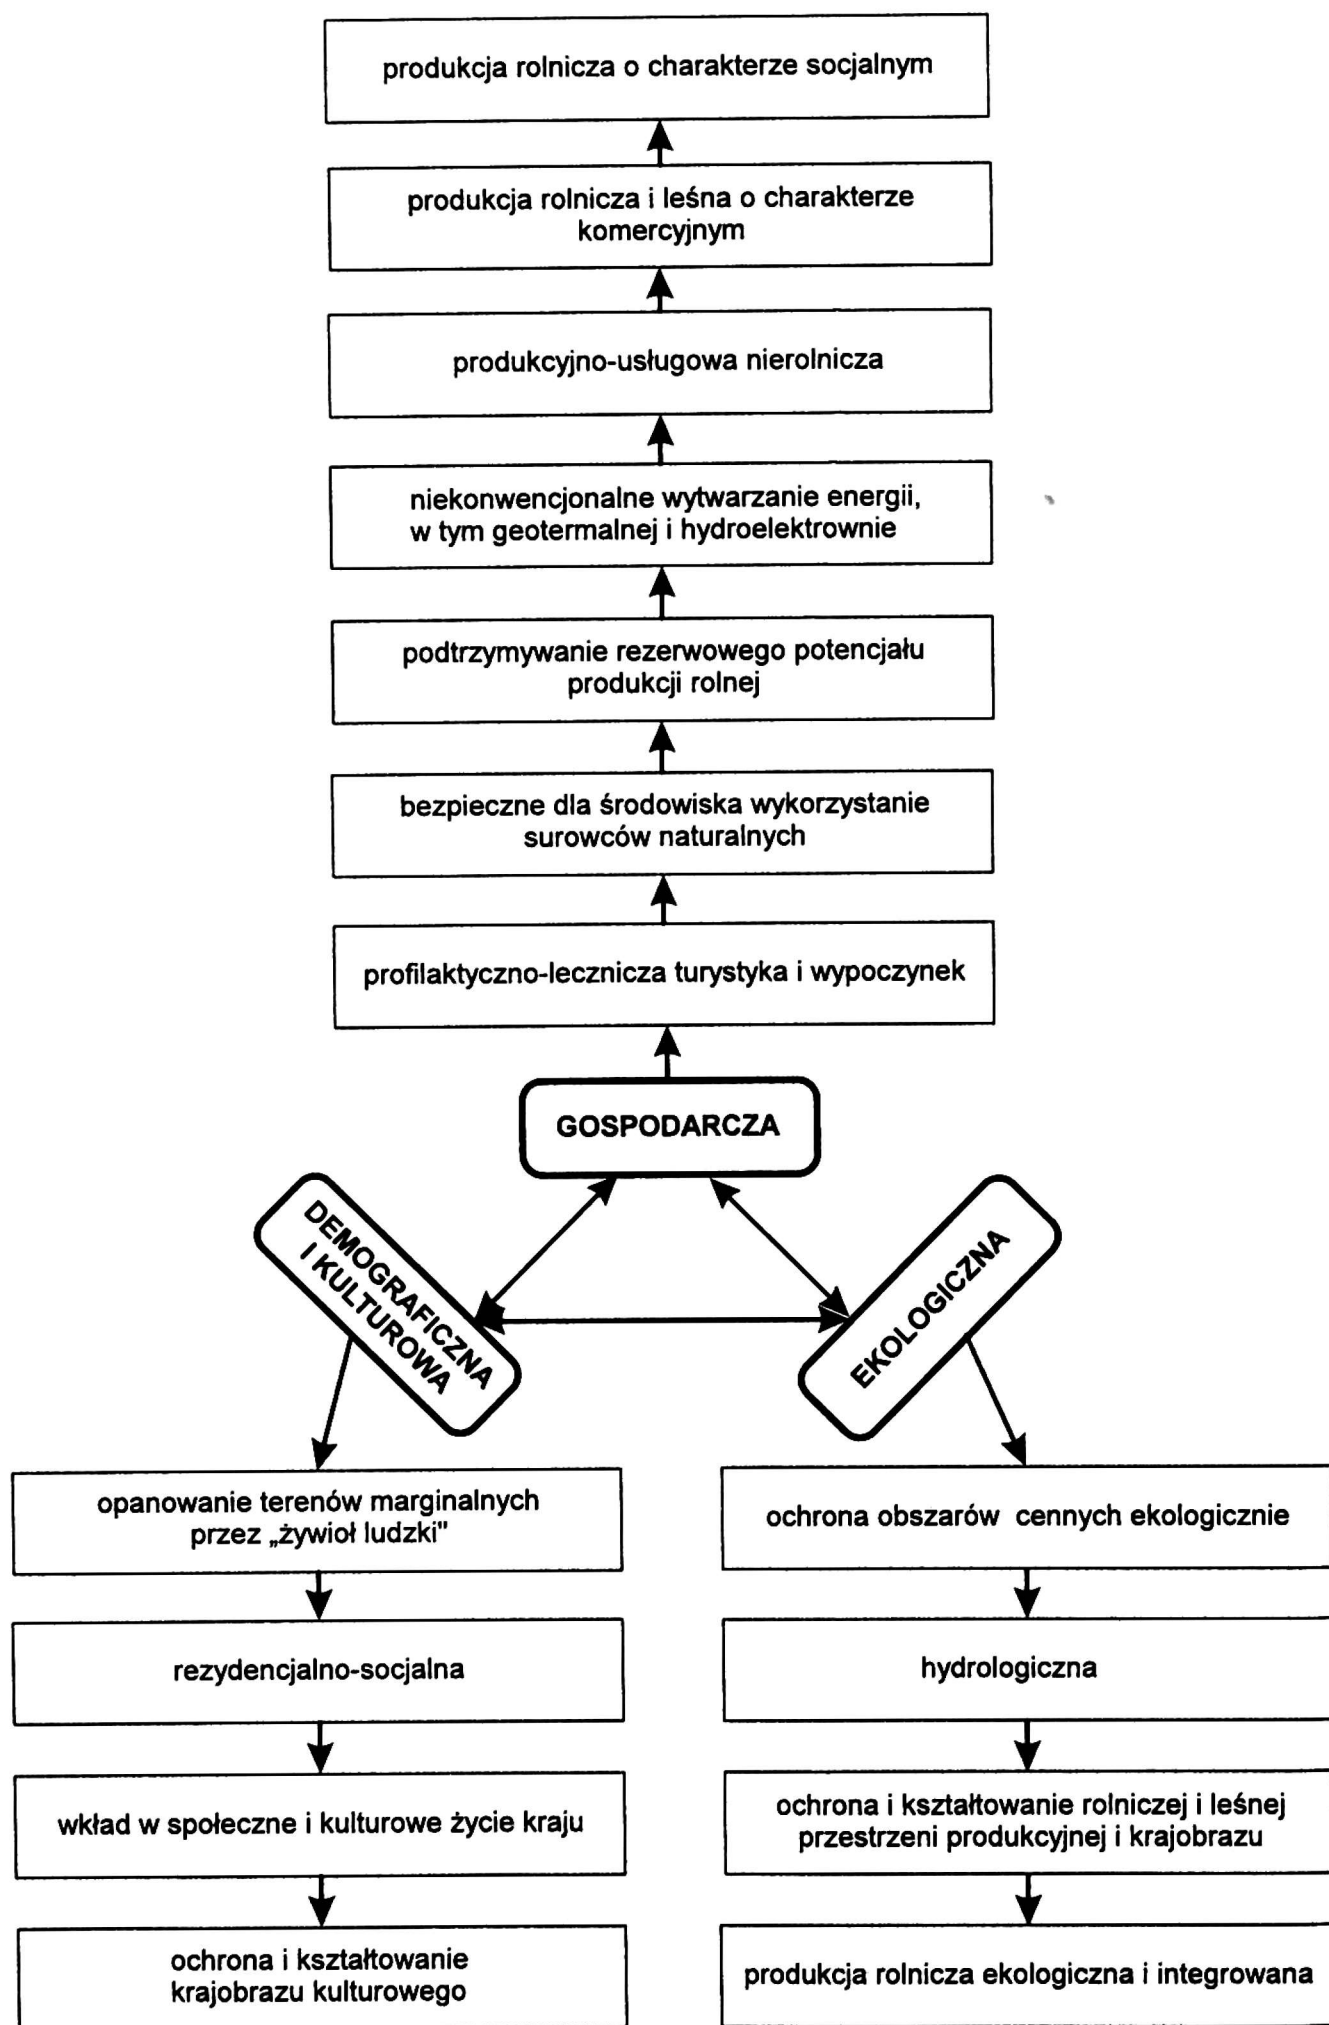 produkcja rolnicza o charakterze socjalnym
produkcja rolnicza i leśna o charakterze
komercyjnym
produkcyjno-usługowa nierolnicza
niekonwencjonalne wytwarzanie energii,
w tym geotermalnej i hydroelektrownie
podtrzymywanie rezerwowego potencjału
produkcji rolnej
bezpieczne dla środowiska wykorzystanie
surowców naturalnych
profilaktyczno-lecznicza turystyka i wypoczynek
GOSPODARCZA
DEMOGRAFICZNA
I KULTUROWA
EKOLOGICZNA
opanowanie terenów marginalnych
przez „żywioł ludzki"
rezydencjalno-socjalna
wkład w społeczne i kulturowe życie kraju
ochrona i kształtowanie
krajobrazu kulturowego
ochrona obszarów cennych ekologicznie
hydrologiczna
ochrona i kształtowanie rolniczej i leśnej
przestrzeni produkcyjnej i krajobrazu
produkcja rolnicza ekologiczna i integrowana